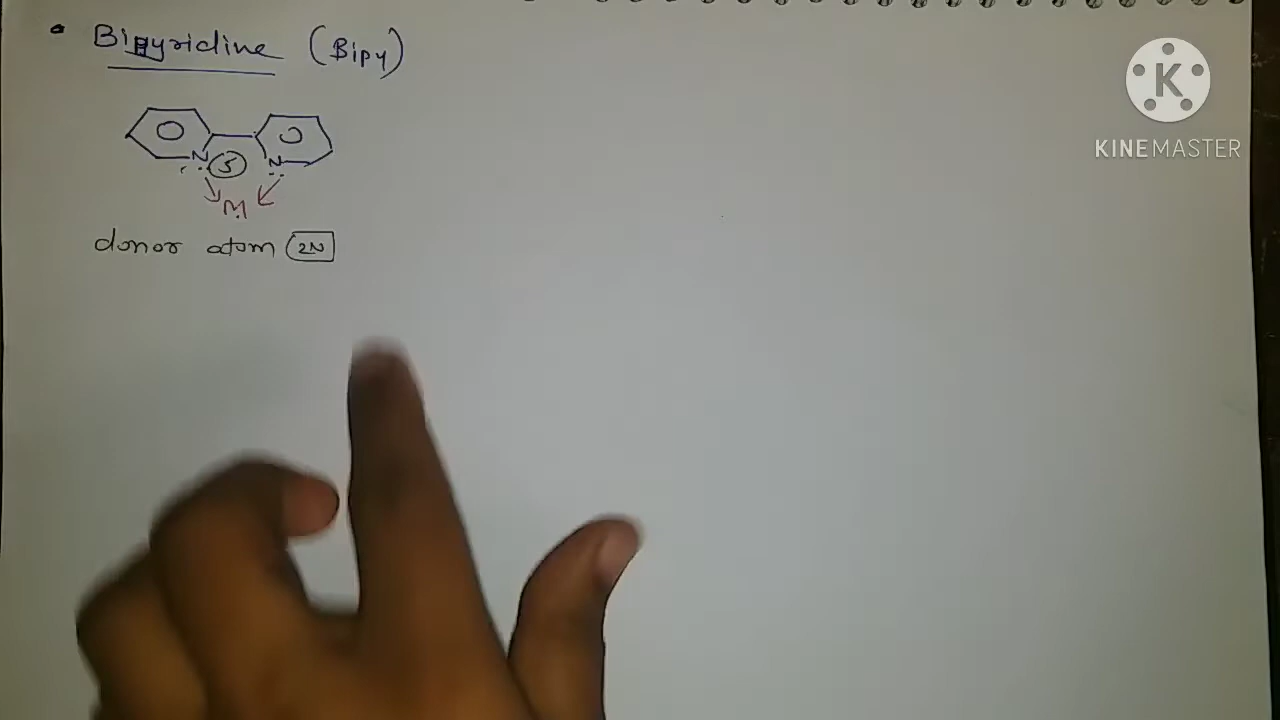 • Bipyridine (Bipy)
K
KINEMASTER
N 5 N
M
donor atom 2N